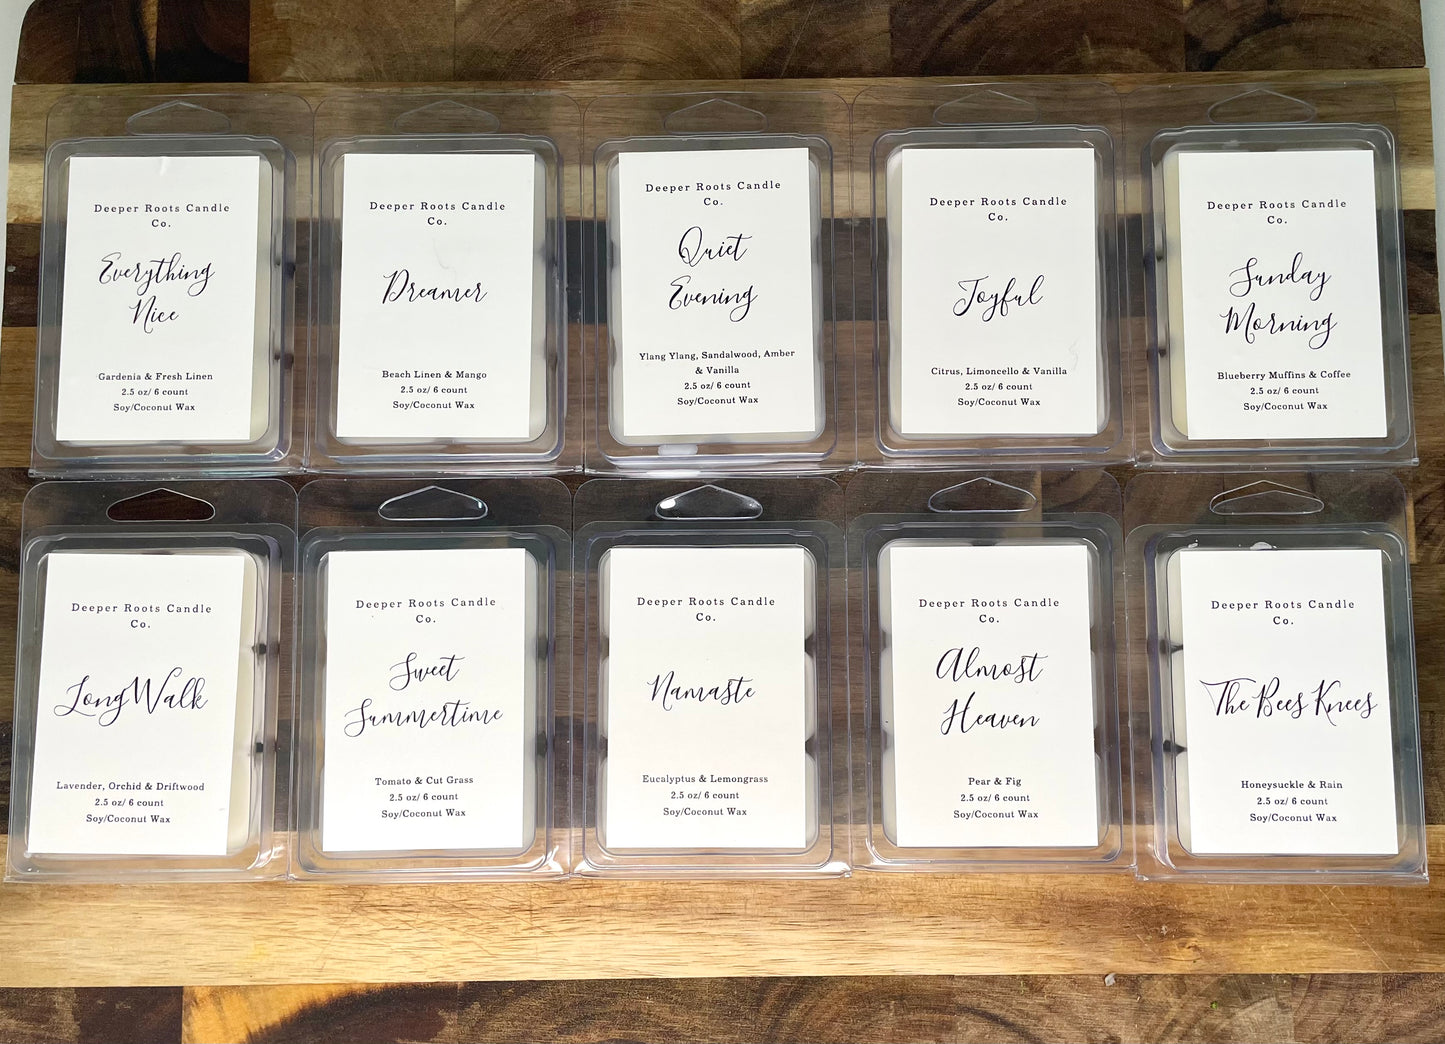 Deeper Roots Candle
Co.
Everything
Nice
Gardenia & Fresh Linen
2.5 oz/ 6 count
Soy/Coconut Wax
Deeper Roots Candle
Co.
Dreamer
Beach Linen & Mango
2.5 oz/ 6 count
Soy/Coconut Wax
Deeper Roots Candle
Co.
Quiet
Evening
Ylang Ylang, Sandalwood, Amber
& Vanilla
2.5 oz/ 6 count
Soy/Coconut Wax
Deeper Roots Candle
Co.
Joyful
Citrus, Limoncello & Vanilla
2.5 oz/ 6 count
Soy/Coconut Wax
Deeper Roots Candle
Co.
Sunday
Morning
Blueberry Muffins & Coffee
2.5 oz/ 6 count
Soy/Coconut Wax
Deeper Roots Candle
Co.
Long Walk
Lavender, Orchid & Driftwood
2.5 oz/ 6 count
Soy/Coconut Wax
Deeper Roots Candle
Co.
Sweet
Summertime
Tomato & Cut Grass
2.5 oz/ 6 count
Soy/Coconut Wax
Deeper Roots Candle
Co.
Namaste
Eucalyptus & Lemongrass
2.5 oz/ 6 count
Soy/Coconut Wax
Deeper Roots Candle
Co.
Almost
Heaven
Pear & Fig
2.5 oz/ 6 count
Soy/Coconut Wax
Deeper Roots Candle
Co.
The Bees Knees
Honeysuckle & Rain
2.5 oz/ 6 count
Soy/Coconut Wax